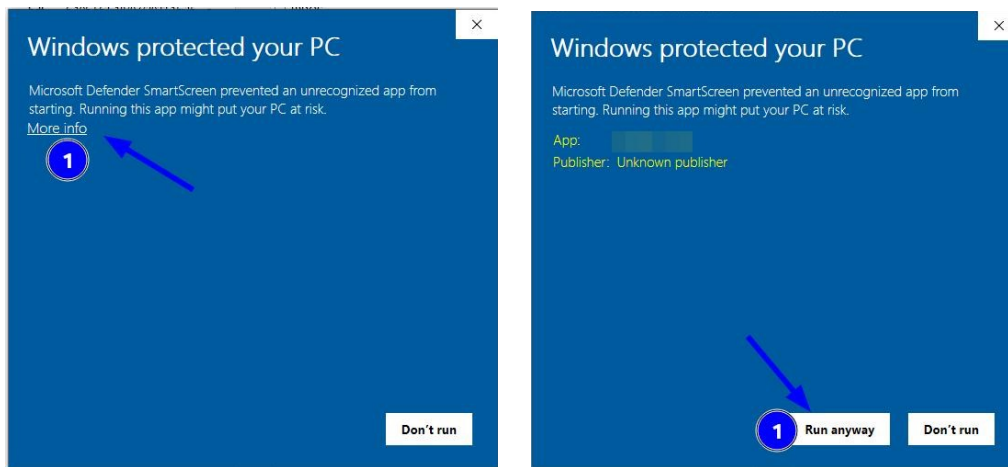 Windows protected your PC
Microsoft Defender SmartScreen prevented an unrecognized app from
starting. Running this app might put your PC at risk.
More info
1
Don't run
Windows protected your PC
Microsoft Defender SmartScreen prevented an unrecognized app from
starting. Running this app might put your PC at risk.
App:
Publisher: Unknown publisher
1
Run anyway
Don't run